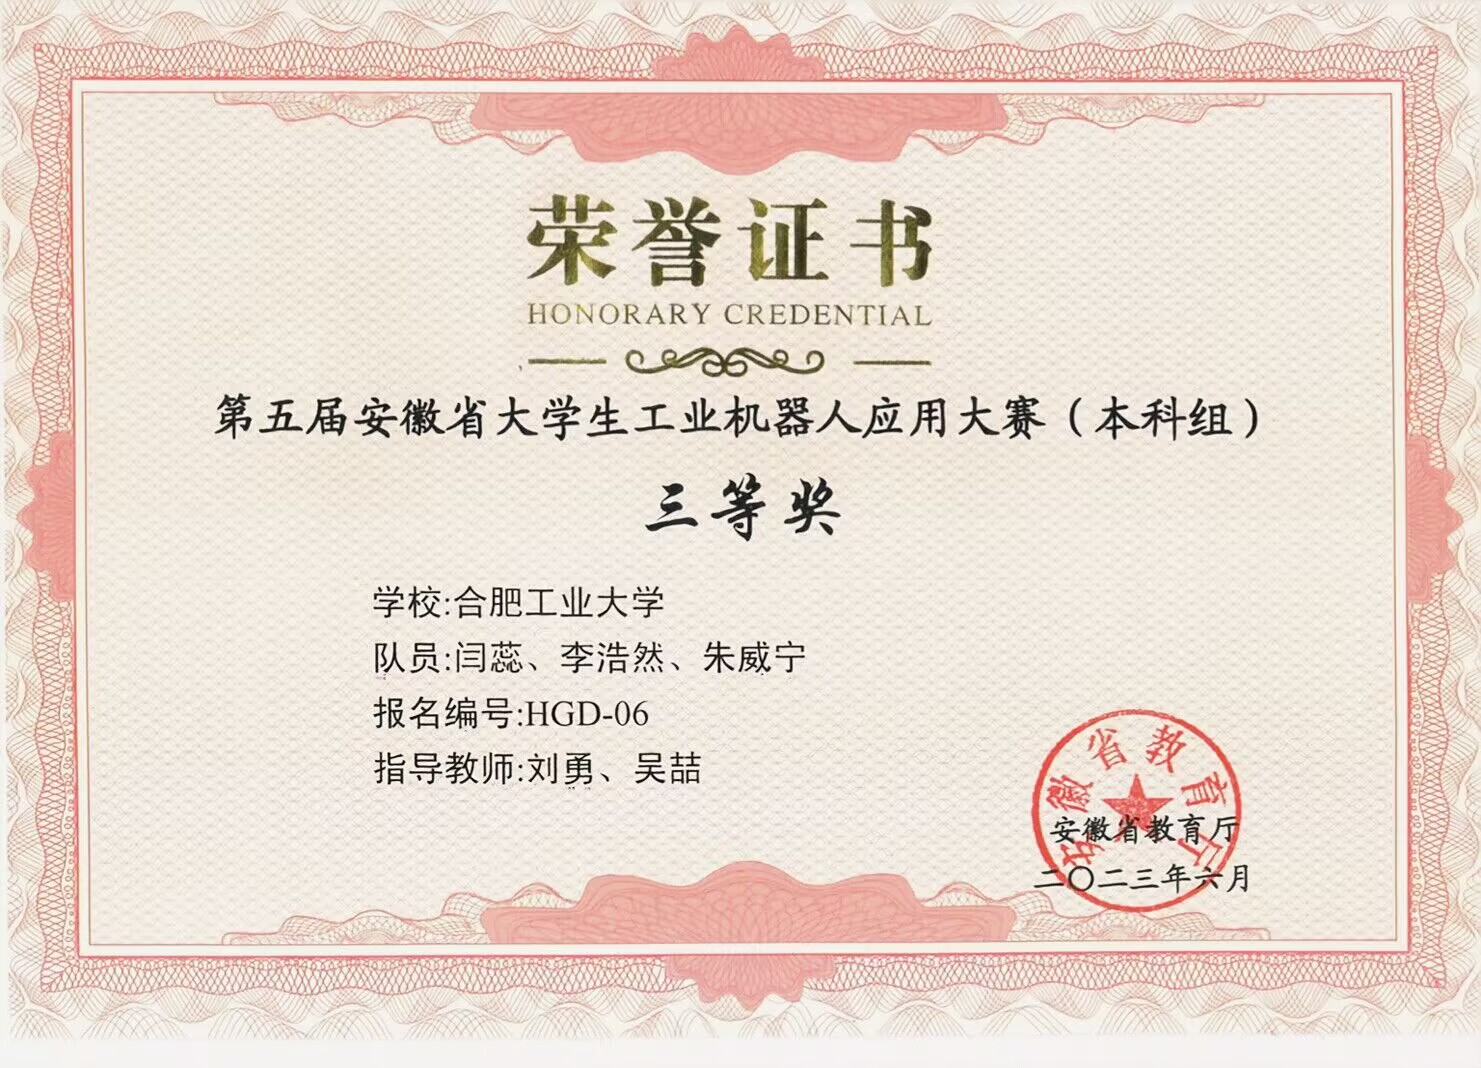 荣誉证书
HONORARY CREDENTIAL
第五届安徽省大学生工业机器人应用大赛（本科组）
三等奖
学校:合肥工业大学
队员:闫蕊、李浩然、朱威宁
报名编号:HGD-06
指导教师:刘勇、吴喆
安徽省教育厅
安徽省教育厅
二〇二三年六月